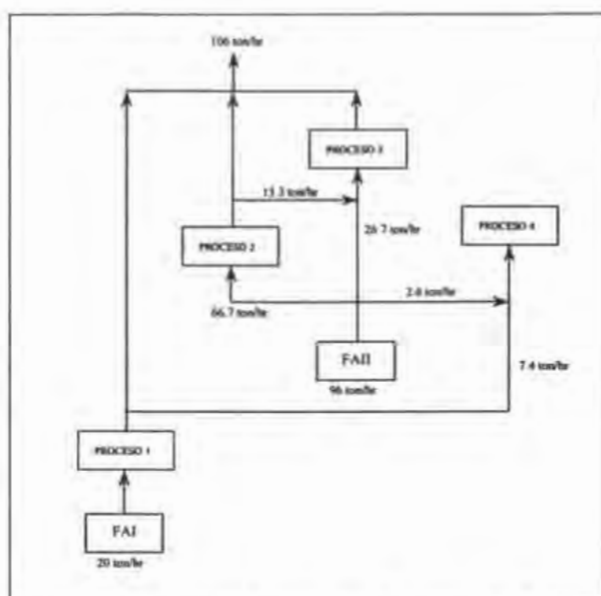 106 ton/hr
PROCESO 3
13.3 ton/hr
PROCESO 4
26.7 ton/hr
PROCESO 2
2.6 ton/hr
66.7 ton/hr
FAII
7.4 ton/hr
96 ton/hr
PROCESO 1
FAI
20 ton/hr